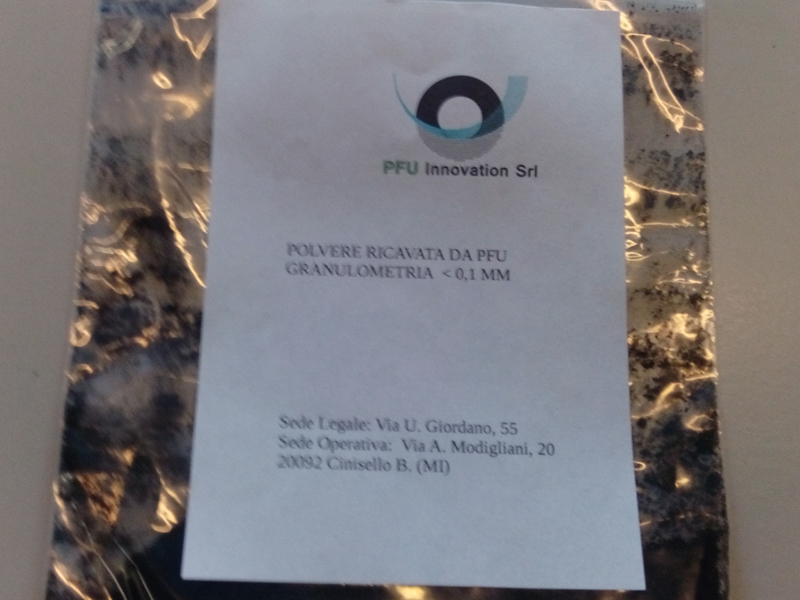 PFU Innovation Srl
POLVERE RICAVATA DA PFU
GRANULOMETRIA < 0,1 MM
Sede Legale: Via U. Giordano, 55
Sede Operativa: Via A. Modigliani, 20
20092 Cinisello B. (MI)